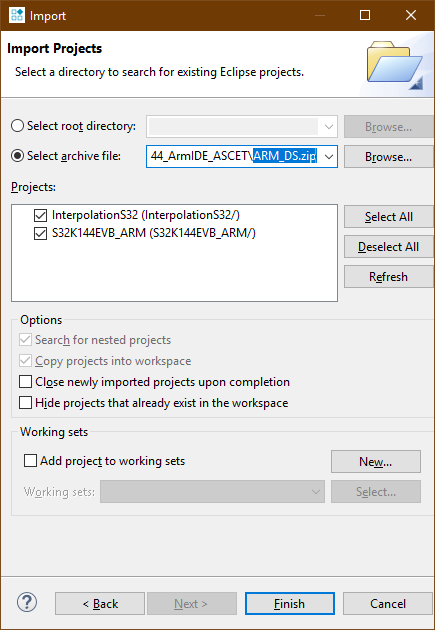 Import
Import Projects
Select a directory to search for existing Eclipse projects.
Select root directory:
Browse...
Select archive file:
44_ArmIDE_ASCET\ARM_DS.zip
Browse...
Projects:
InterpolationS32 (InterpolationS32/)
S32K144EVB_ARM (S32K144EVB_ARM/)
Select All
Deselect All
Refresh
Options
Search for nested projects
Copy projects into workspace
Close newly imported projects upon completion
Hide projects that already exist in the workspace
Working sets
Add project to working sets
New...
Working sets:
Select...
?
< Back
Next >
Finish
Cancel